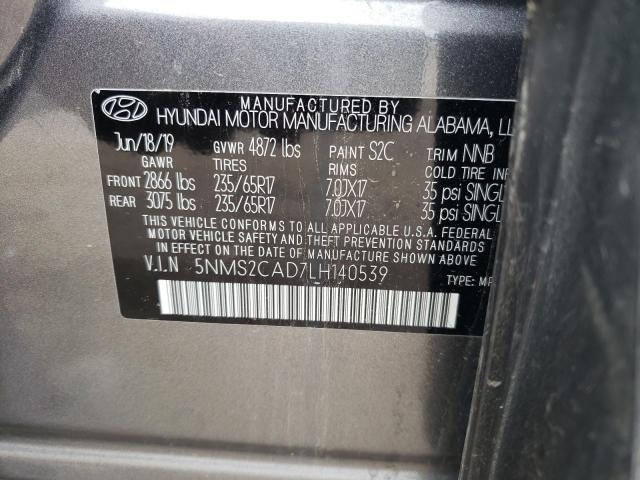 MANUFACTURED BY
HYUNDAI MOTOR MANUFACTURING ALABAMA, LL
Jun/18/19 GVWR 4872 lbs PAINT S2C TRIM NNB
GAWR TIRES RIMS COLD TIRE IN
FRONT 2866 lbs 235/65R17 7.0JX17 35 psi SINGL
REAR 3075 lbs 235/65R17 7.0JX17 35 psi SINGL
THIS VEHICLE CONFORMS TO ALL APPLICABLE U.S.A. FEDERAL
MOTOR VEHICLE SAFETY AND THEFT PREVENTION STANDARDS
IN EFFECT ON THE DATE OF MANUFACTURE SHOWN ABOVE
V.I.N 5NMS2CAD7LH140539
TYPE: MP